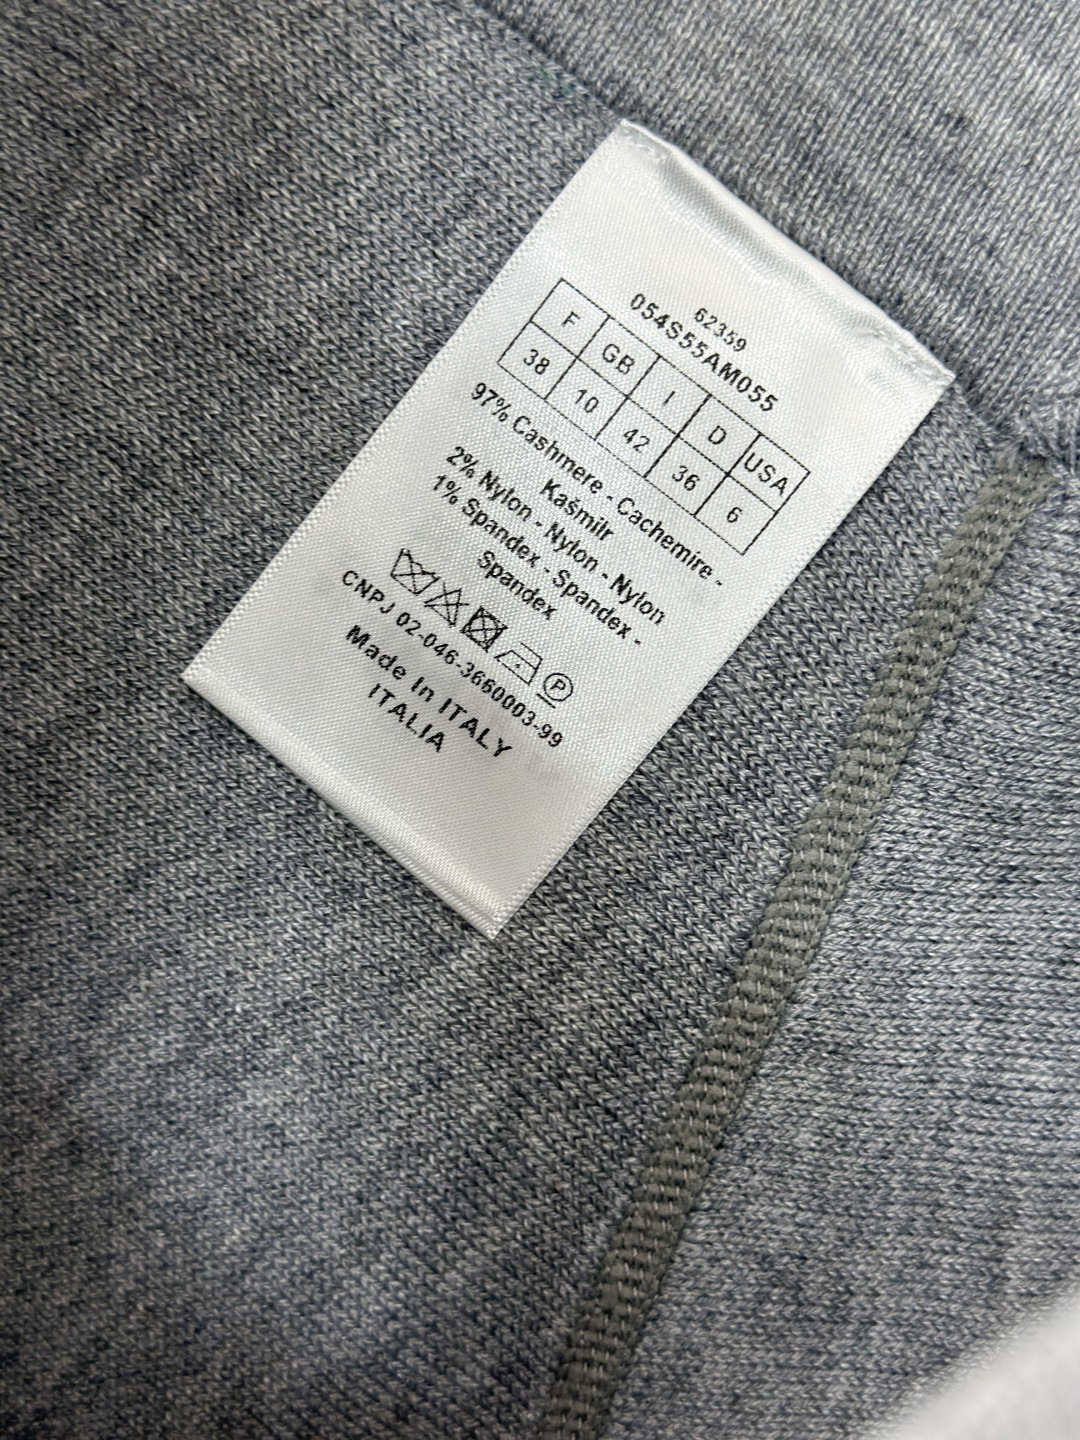 62359
054S55AM055
F GB I D USA
38 10 42 36 6
97% Cashmere - Cachemire -
Kaśmilr
2% Nylon - Nylon - Nylon
1% Spandex - Spandex -
Spandex
P
CNPJ 02-046-3660003-99
Made In ITALY
ITALIA